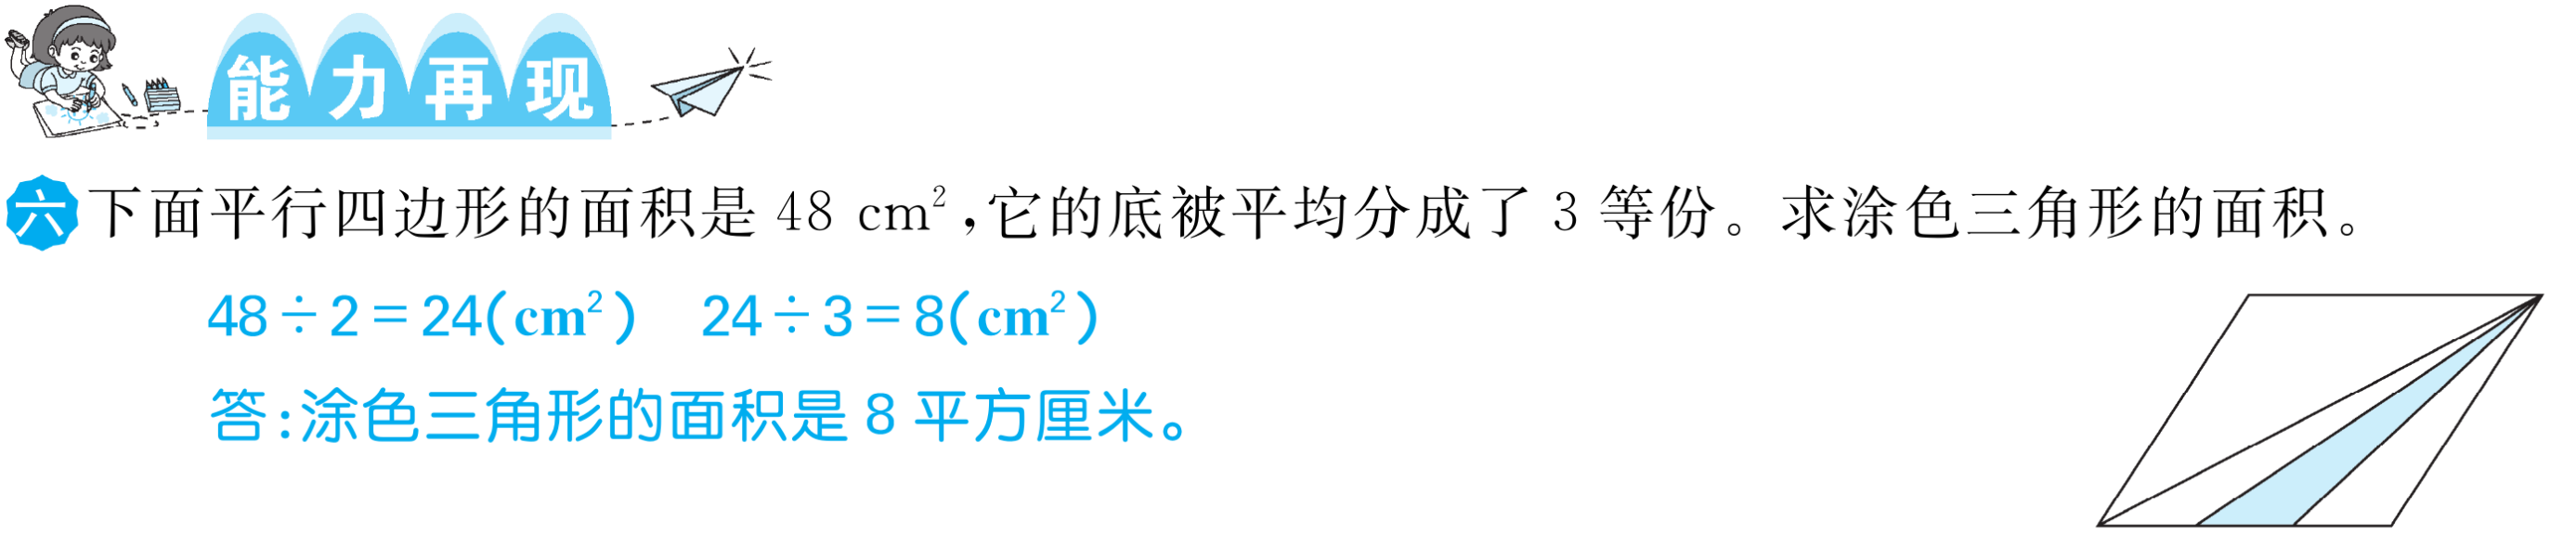 能力再现
六 下面平行四边形的面积是 48 cm²,它的底被平均分成了 3 等份。求涂色三角形的面积。
48÷2=24(cm²)  24÷3=8(cm²)
答:涂色三角形的面积是 8 平方厘米。